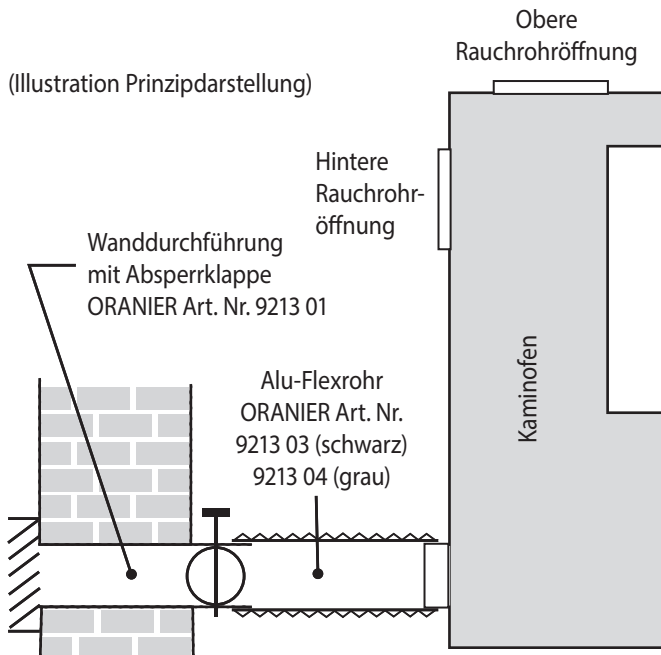 Obere
Rauchrohröffnung
(Illustration Prinzipdarstellung)
Hintere
Rauchrohr-
öffnung
Wanddurchführung
mit Absperrklappe
ORANIER Art. Nr. 9213 01
Alu-Flexrohr
ORANIER Art. Nr.
9213 03 (schwarz)
9213 04 (grau)
Kaminofen